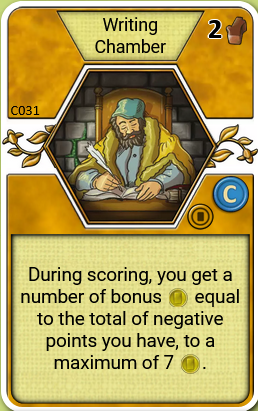 Writing
Chamber
2
C031
C
During scoring, you get a
number of bonus equal
to the total of negative
points you have, to a
maximum of 7 .